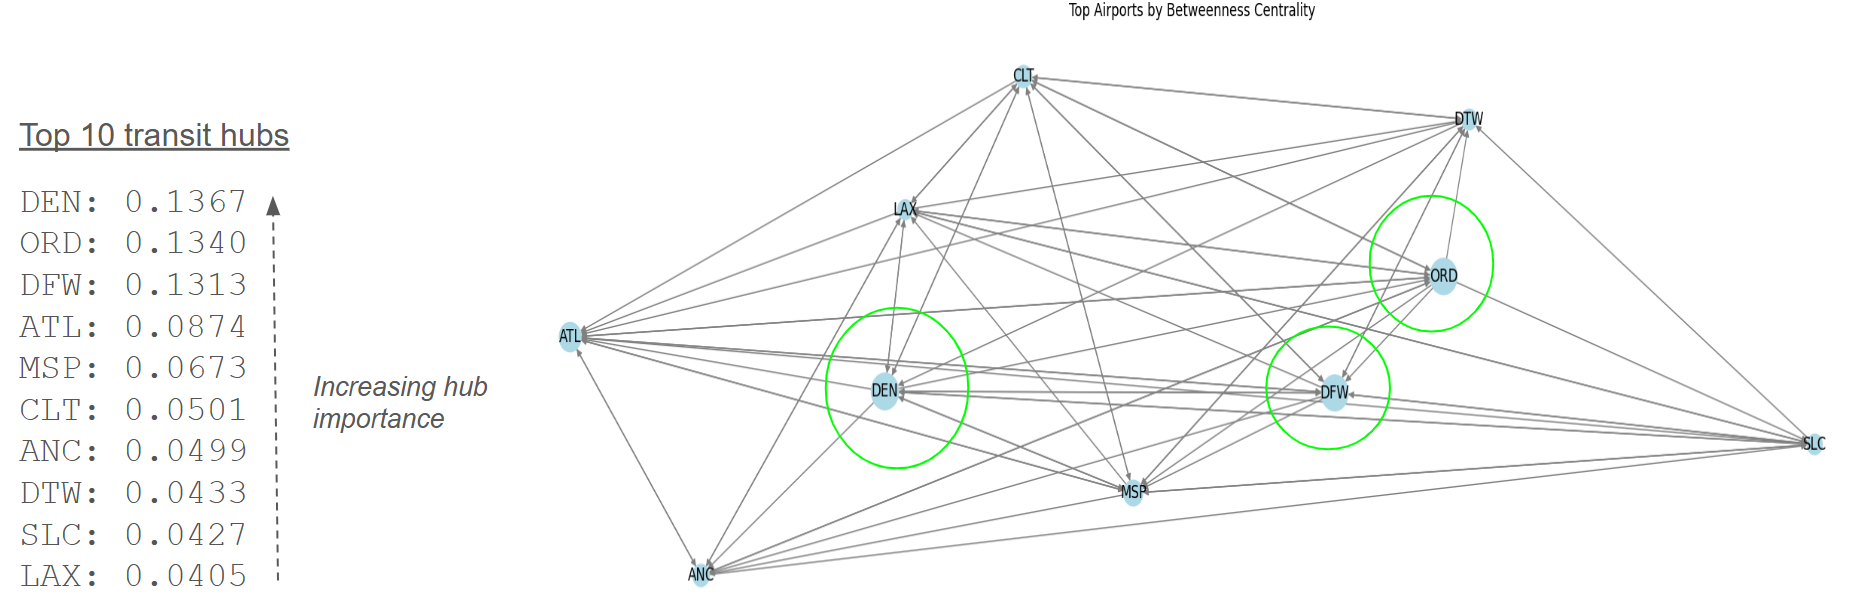 Top Airports by Betweenness Centrality
Top 10 transit hubs
DEN: 0.1367
ORD: 0.1340
DFW: 0.1313
ATL: 0.0874
MSP: 0.0673
CLT: 0.0501
ANC: 0.0499
DTW: 0.0433
SLC: 0.0427
LAX: 0.0405
Increasing hub
importance
CLT
DTW
LAX
ORD
ATL
DEN
DFW
SLC
MSP
ANC